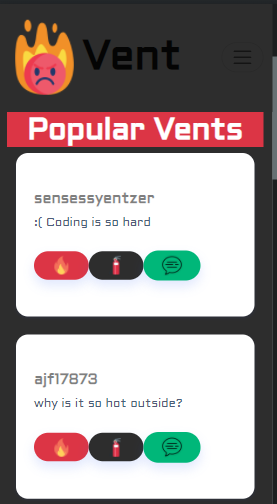 Vent
Popular Vents
sensessyentzer
:( Coding is so hard
ajf17873
why is it so hot outside?